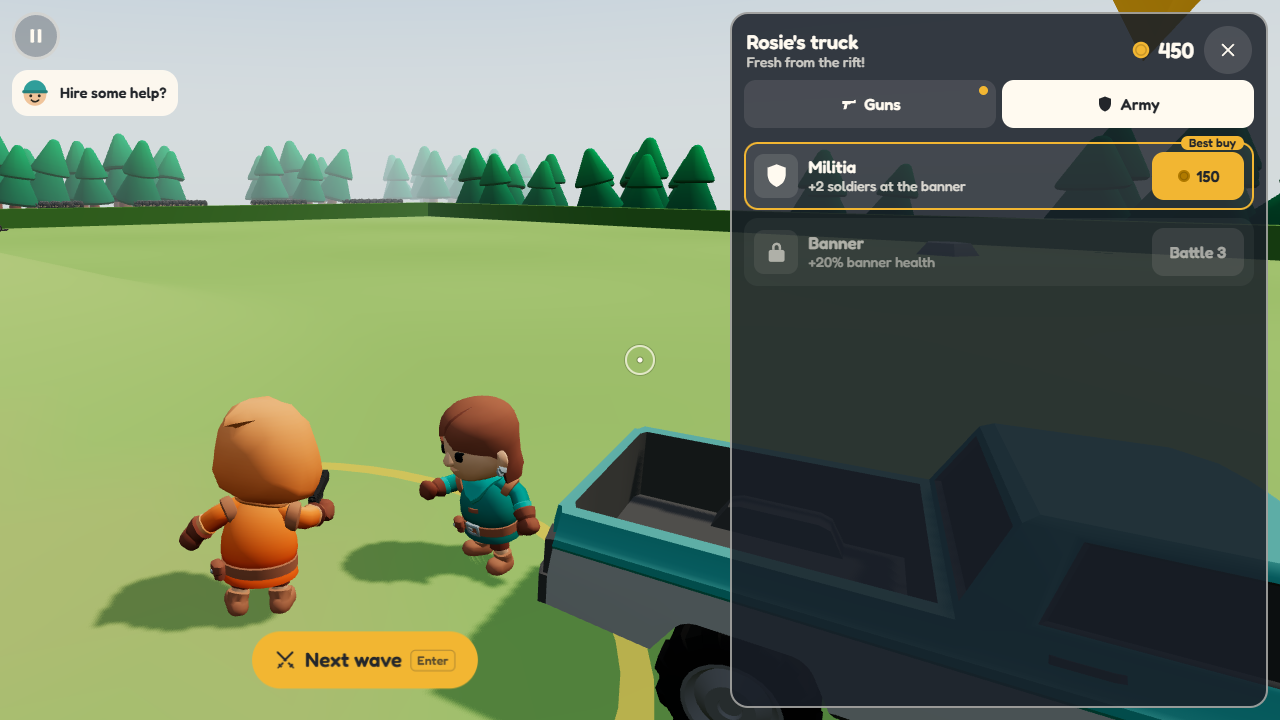 Rosie's truck
Fresh from the rift!
450
Hire some help?
Guns
Army
Best buy
Militia
+2 soldiers at the banner
150
Banner
+20% banner health
Battle 3
Next wave Enter